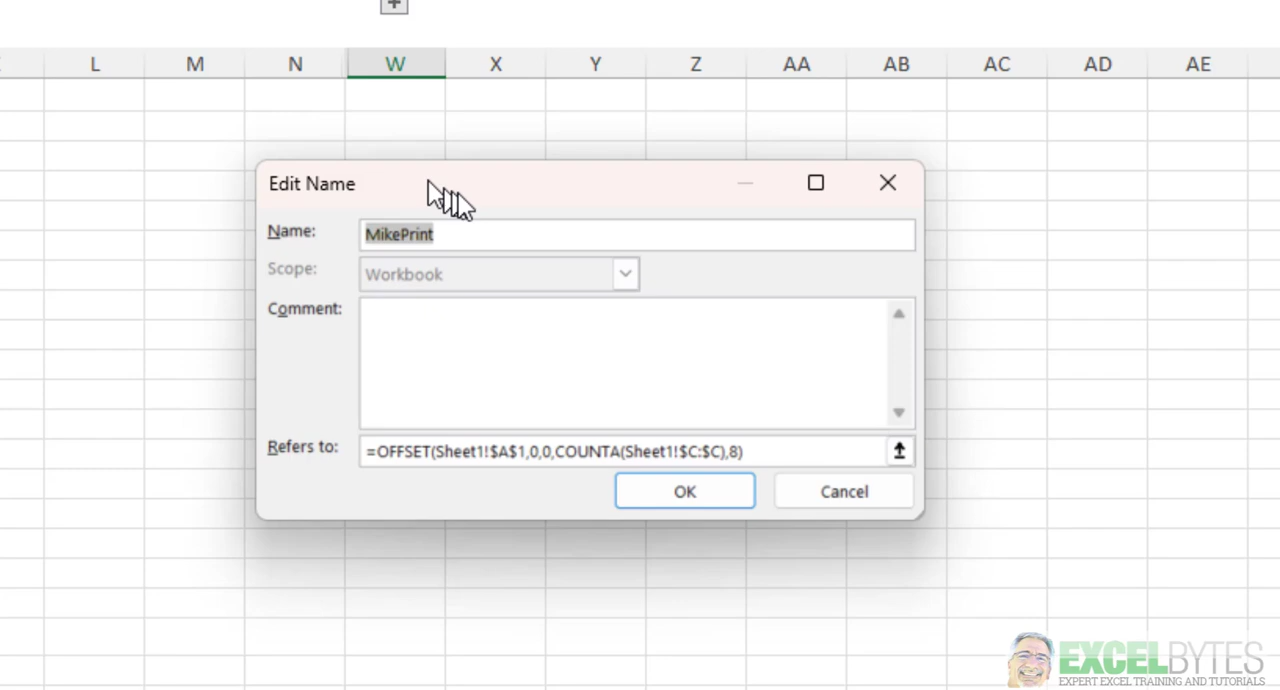 L M N W X Y Z AA AB AC AD AE
Edit Name
Name: MikePrint
Scope: Workbook
Comment:
Refers to: =OFFSET(Sheet1!$A$1,0,0,COUNTA(Sheet1!$C:$C),8)
OK Cancel
EXCELBYTES
EXPERT EXCEL TRAINING AND TUTORIALS